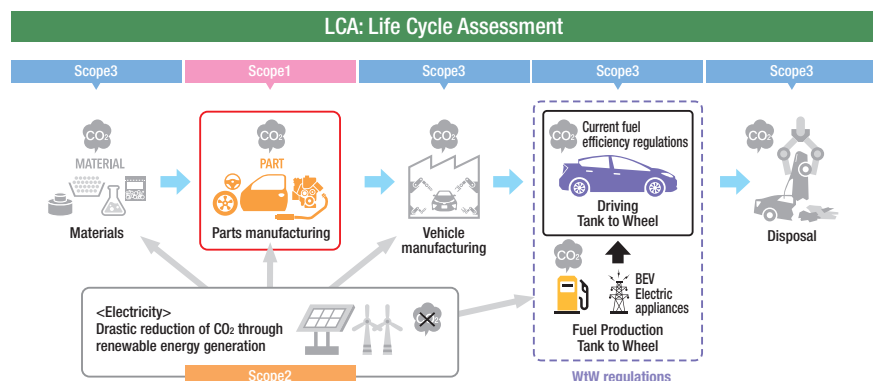 LCA: Life Cycle Assessment
Scope3
Scope1
Scope3
Scope3
Scope3
CO2
MATERIAL
Materials
CO2
PART
Parts manufacturing
CO2
Vehicle
manufacturing
CO2
Current fuel
efficiency regulations
Driving
Tank to Wheel
CO2
BEV
Electric
appliances
Fuel Production
Tank to Wheel
WtW regulations
CO2
Disposal
<Electricity>
Drastic reduction of CO2 through
renewable energy generation
CO2
Scope2